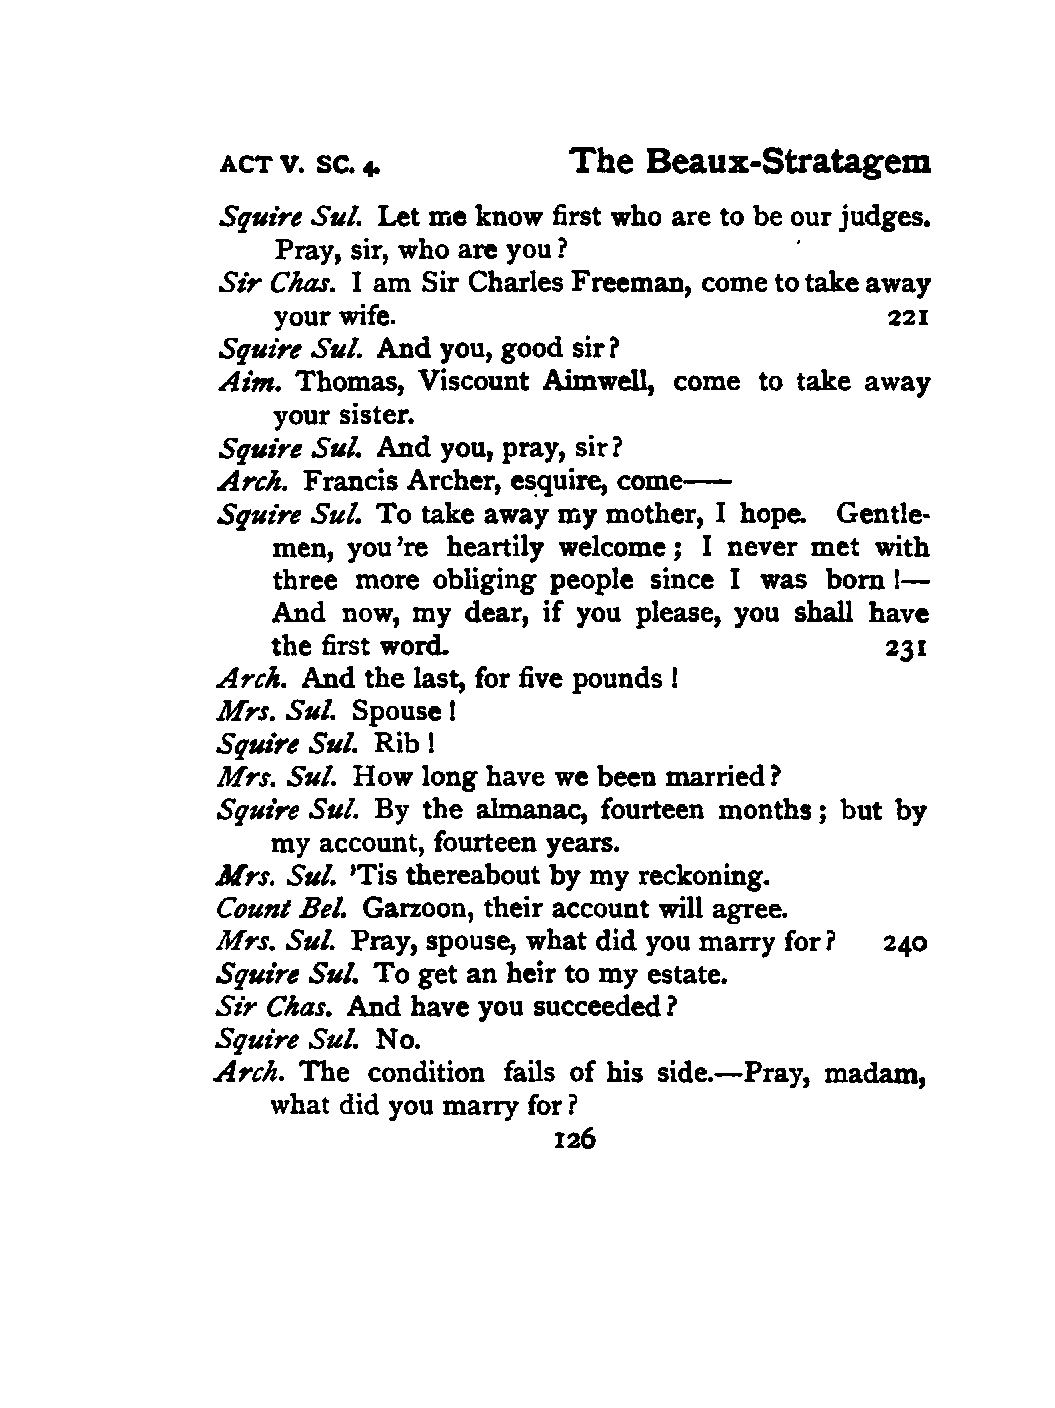 ACT V. SC. 4. The Beaux-Stratagem
Squire Sul. Let me know first who are to be our judges.
Pray, sir, who are you?
Sir Chas. I am Sir Charles Freeman, come to take away
your wife. 221
Squire Sul. And you, good sir?
Aim. Thomas, Viscount Aimwell, come to take away
your sister.
Squire Sul. And you, pray, sir?
Arch. Francis Archer, esquire, come——
Squire Sul. To take away my mother, I hope. Gentle-
men, you're heartily welcome; I never met with
three more obliging people since I was born!—
And now, my dear, if you please, you shall have
the first word. 231
Arch. And the last, for five pounds!
Mrs. Sul. Spouse!
Squire Sul. Rib!
Mrs. Sul. How long have we been married?
Squire Sul. By the almanac, fourteen months; but by
my account, fourteen years.
Mrs. Sul. 'Tis thereabout by my reckoning.
Count Bel. Garzoon, their account will agree.
Mrs. Sul. Pray, spouse, what did you marry for? 240
Squire Sul. To get an heir to my estate.
Sir Chas. And have you succeeded?
Squire Sul. No.
Arch. The condition fails of his side.—Pray, madam,
what did you marry for?
126